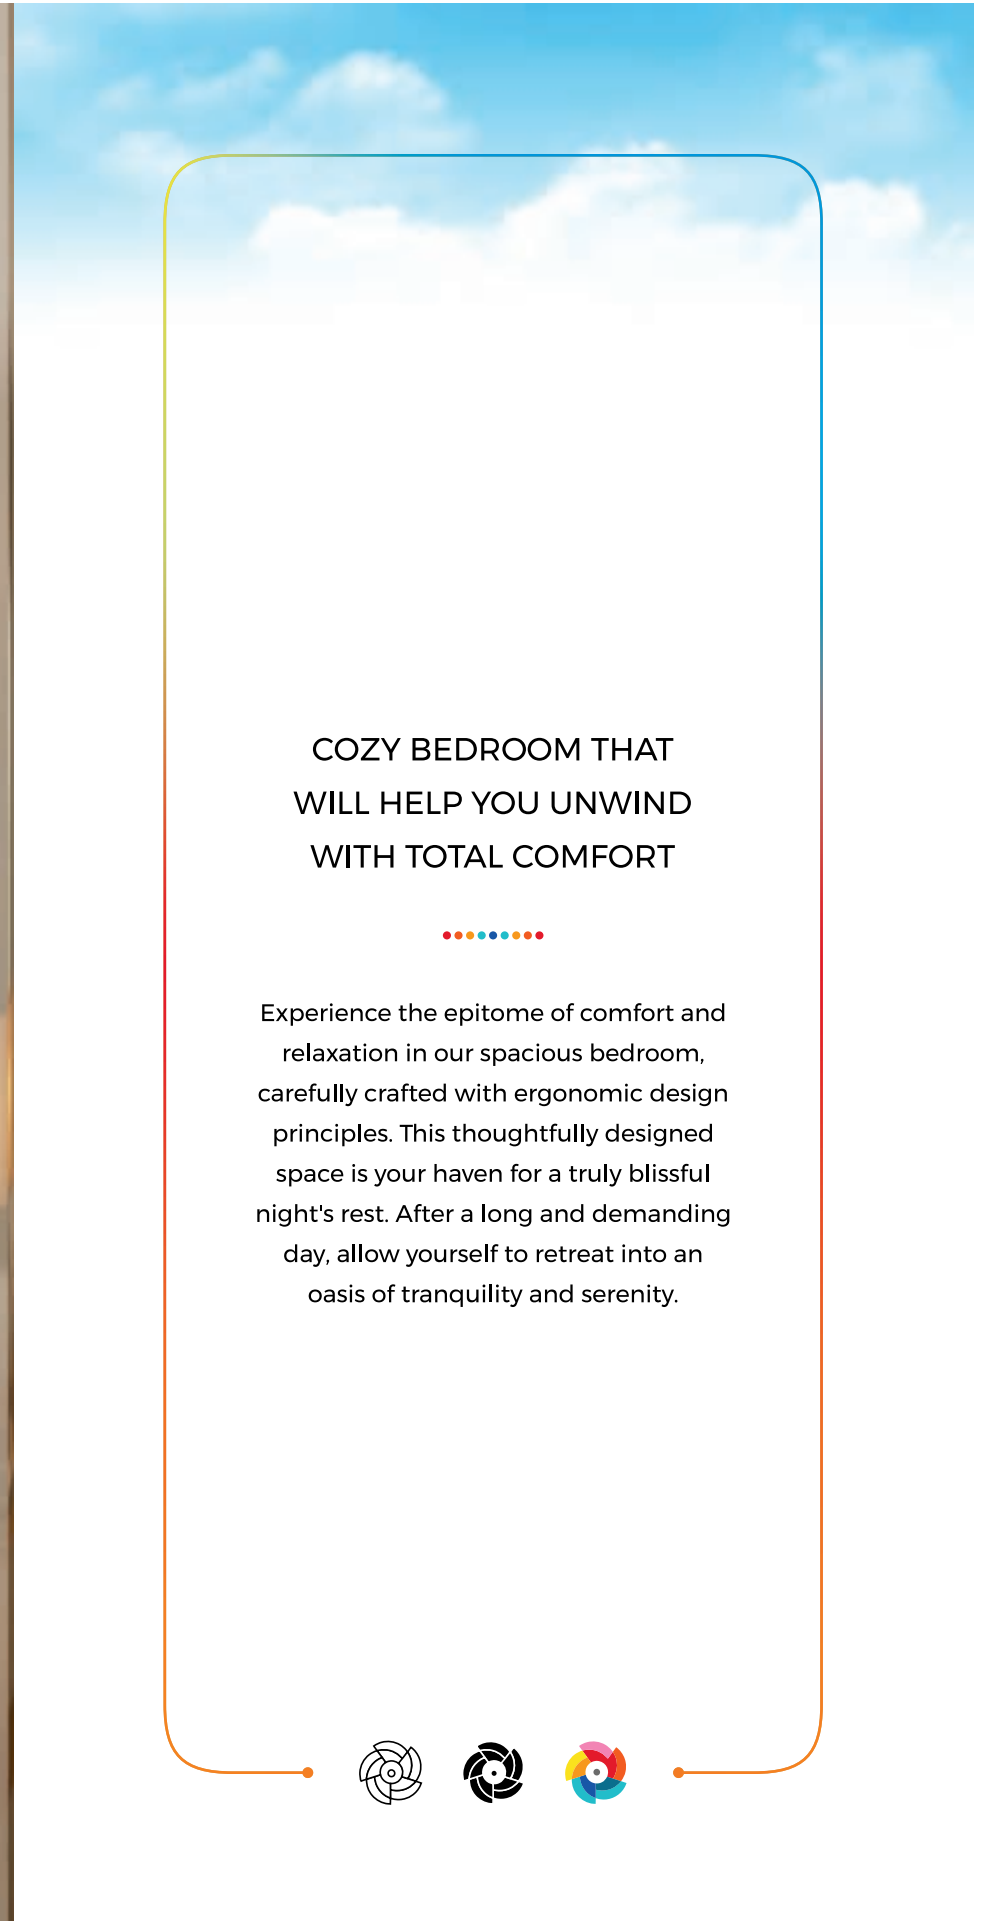 COZY BEDROOM THAT
WILL HELP YOU UNWIND
WITH TOTAL COMFORT
Experience the epitome of comfort and
relaxation in our spacious bedroom,
carefully crafted with ergonomic design
principles. This thoughtfully designed
space is your haven for a truly blissful
night's rest. After a long and demanding
day, allow yourself to retreat into an
oasis of tranquility and serenity.